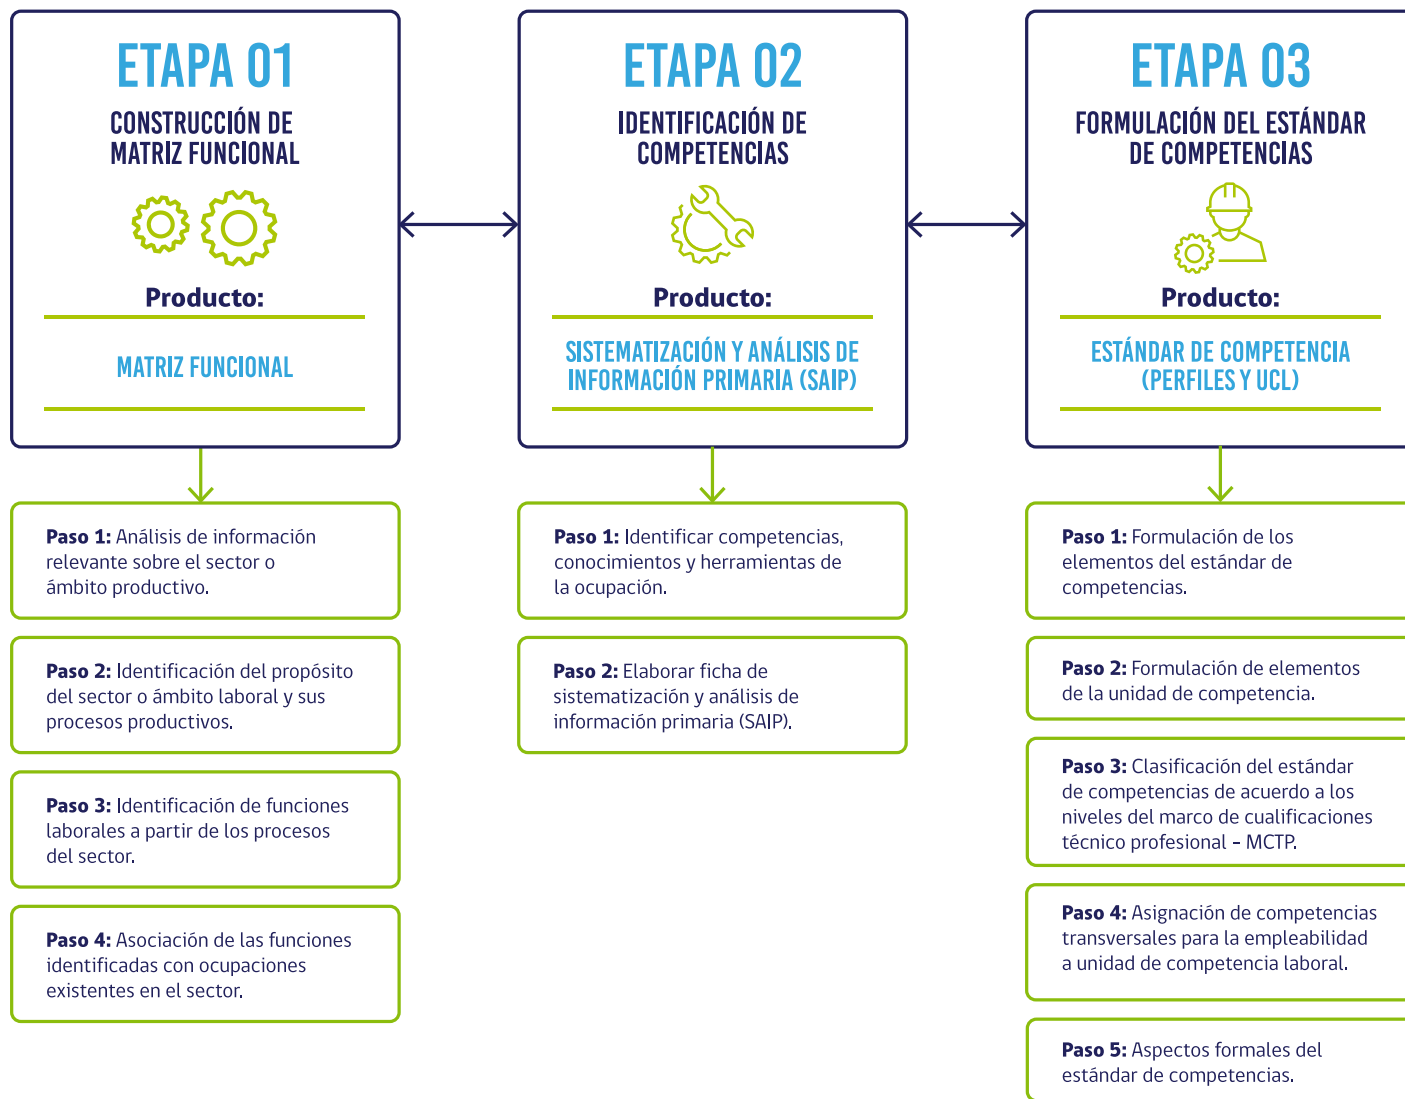 ETAPA 01
CONSTRUCCIÓN DE
MATRIZ FUNCIONAL
Producto:
MATRIZ FUNCIONAL
Paso 1: Análisis de información
relevante sobre el sector o
ámbito productivo.
Paso 2: Identificación del propósito
del sector o ámbito laboral y sus
procesos productivos.
Paso 3: Identificación de funciones
laborales a partir de los procesos
del sector.
Paso 4: Asociación de las funciones
identificadas con ocupaciones
existentes en el sector.
ETAPA 02
IDENTIFICACIÓN DE
COMPETENCIAS
Producto:
SISTEMATIZACIÓN Y ANÁLISIS DE
INFORMACIÓN PRIMARIA (SAIP)
Paso 1: Identificar competencias,
conocimientos y herramientas de
la ocupación.
Paso 2: Elaborar ficha de
sistematización y análisis de
información primaria (SAIP).
ETAPA 03
FORMULACIÓN DEL ESTÁNDAR
DE COMPETENCIAS
Producto:
ESTÁNDAR DE COMPETENCIA
(PERFILES Y UCL)
Paso 1: Formulación de los
elementos del estándar de
competencias.
Paso 2: Formulación de elementos
de la unidad de competencia.
Paso 3: Clasificación del estándar
de competencias de acuerdo a los
niveles del marco de cualificaciones
técnico profesional - MCTP.
Paso 4: Asignación de competencias
transversales para la empleabilidad
a unidad de competencia laboral.
Paso 5: Aspectos formales del
estándar de competencias.